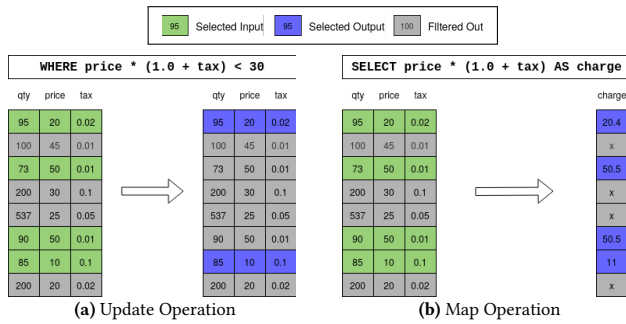 95 Selected Input 95 Selected Output 100 Filtered Out
WHERE price * (1.0 + tax) < 30 SELECT price * (1.0 + tax) AS charge
qty price tax qty price tax qty price tax charge
95 20 0.02 95 20 0.02 95 20 0.02 20.4
100 45 0.01 100 45 0.01 100 45 0.01 x
73 50 0.01 73 50 0.01 73 50 0.01 50.5
200 30 0.1 200 30 0.1 200 30 0.1 x
537 25 0.05 537 25 0.05 537 25 0.05 x
90 50 0.01 90 50 0.01 90 50 0.01 50.5
85 10 0.1 85 10 0.1 85 10 0.1 11
200 20 0.02 200 20 0.02 200 20 0.02 x
(a) Update Operation (b) Map Operation